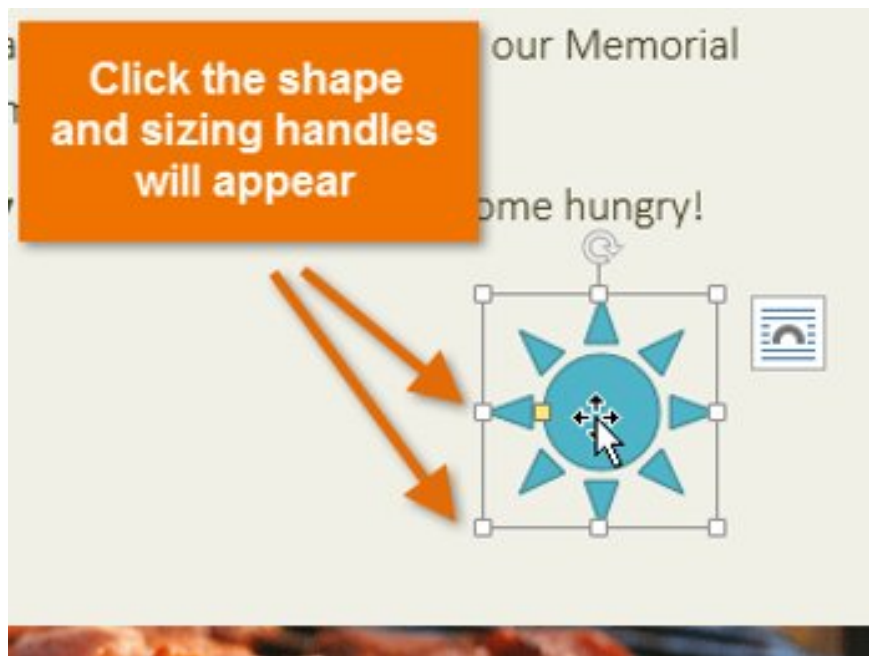 our Memorial
Click the shape
and sizing handles
will appear
ome hungry!